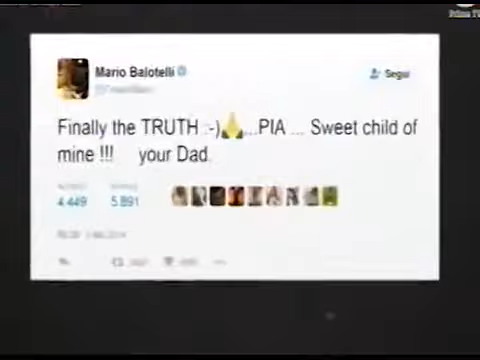 Mario Balotelli
Segui
Finally the TRUTH :-)🙏...PIA ... Sweet child of
mine !!! your Dad.
4.449 5.891